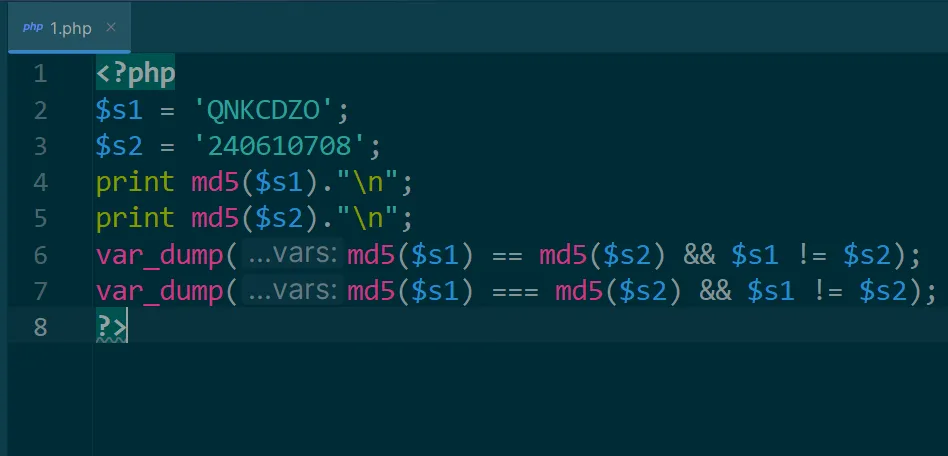 php 1.php ×
1 <?php
2 $s1 = 'QNKCDZO';
3 $s2 = '240610708';
4 print md5($s1)."\n";
5 print md5($s2)."\n";
6 var_dump( ...vars: md5($s1) == md5($s2) && $s1 != $s2);
7 var_dump( ...vars: md5($s1) === md5($s2) && $s1 != $s2);
8 ?>